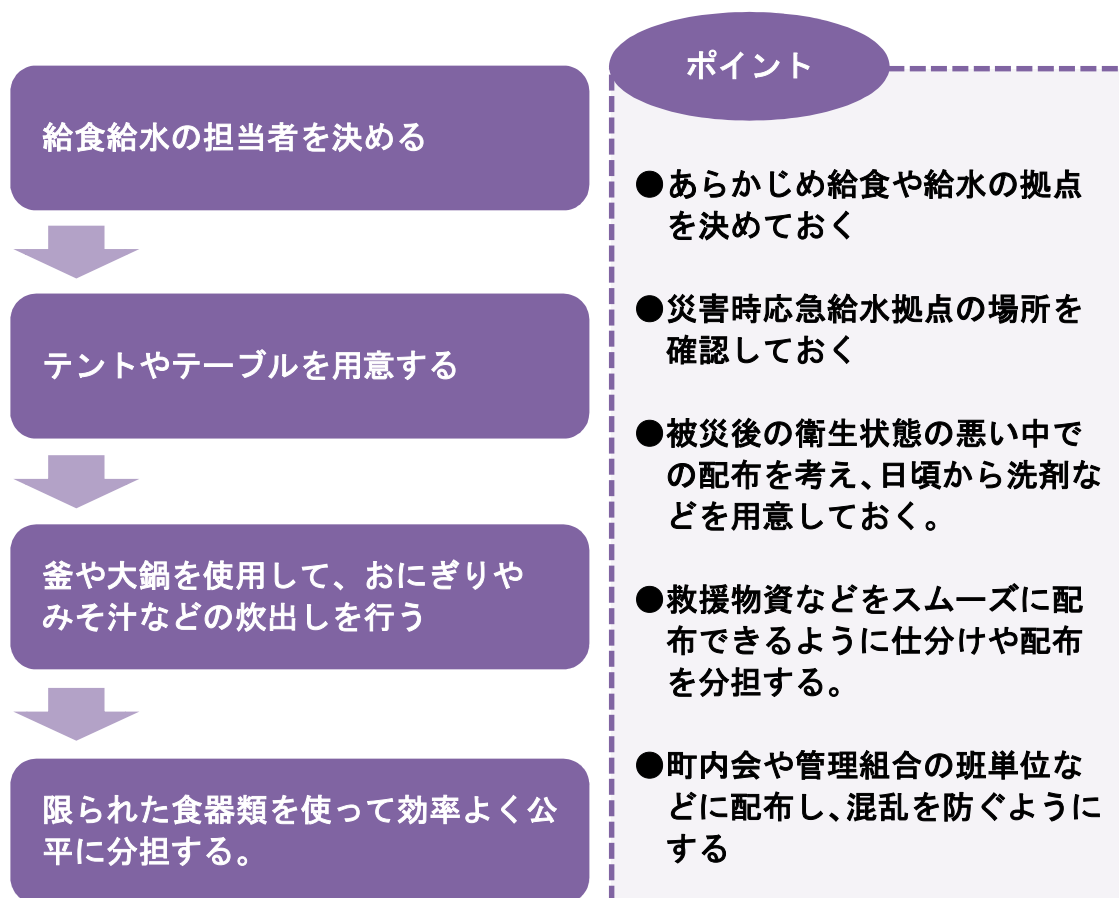 給食給水の担当者を決める
テントやテーブルを用意する
釜や大鍋を使用して、おにぎりや
みそ汁などの炊出しを行う
限られた食器類を使って効率よく公
平に分担する。
ポイント
●あらかじめ給食や給水の拠点
を決めておく
●災害時応急給水拠点の場所を
確認しておく
●被災後の衛生状態の悪い中で
の配布を考え、日頃から洗剤な
どを用意しておく。
●救援物資などをスムーズに配
布できるように仕分けや配布
を分担する。
●町内会や管理組合の班単位な
どに配布し、混乱を防ぐように
する